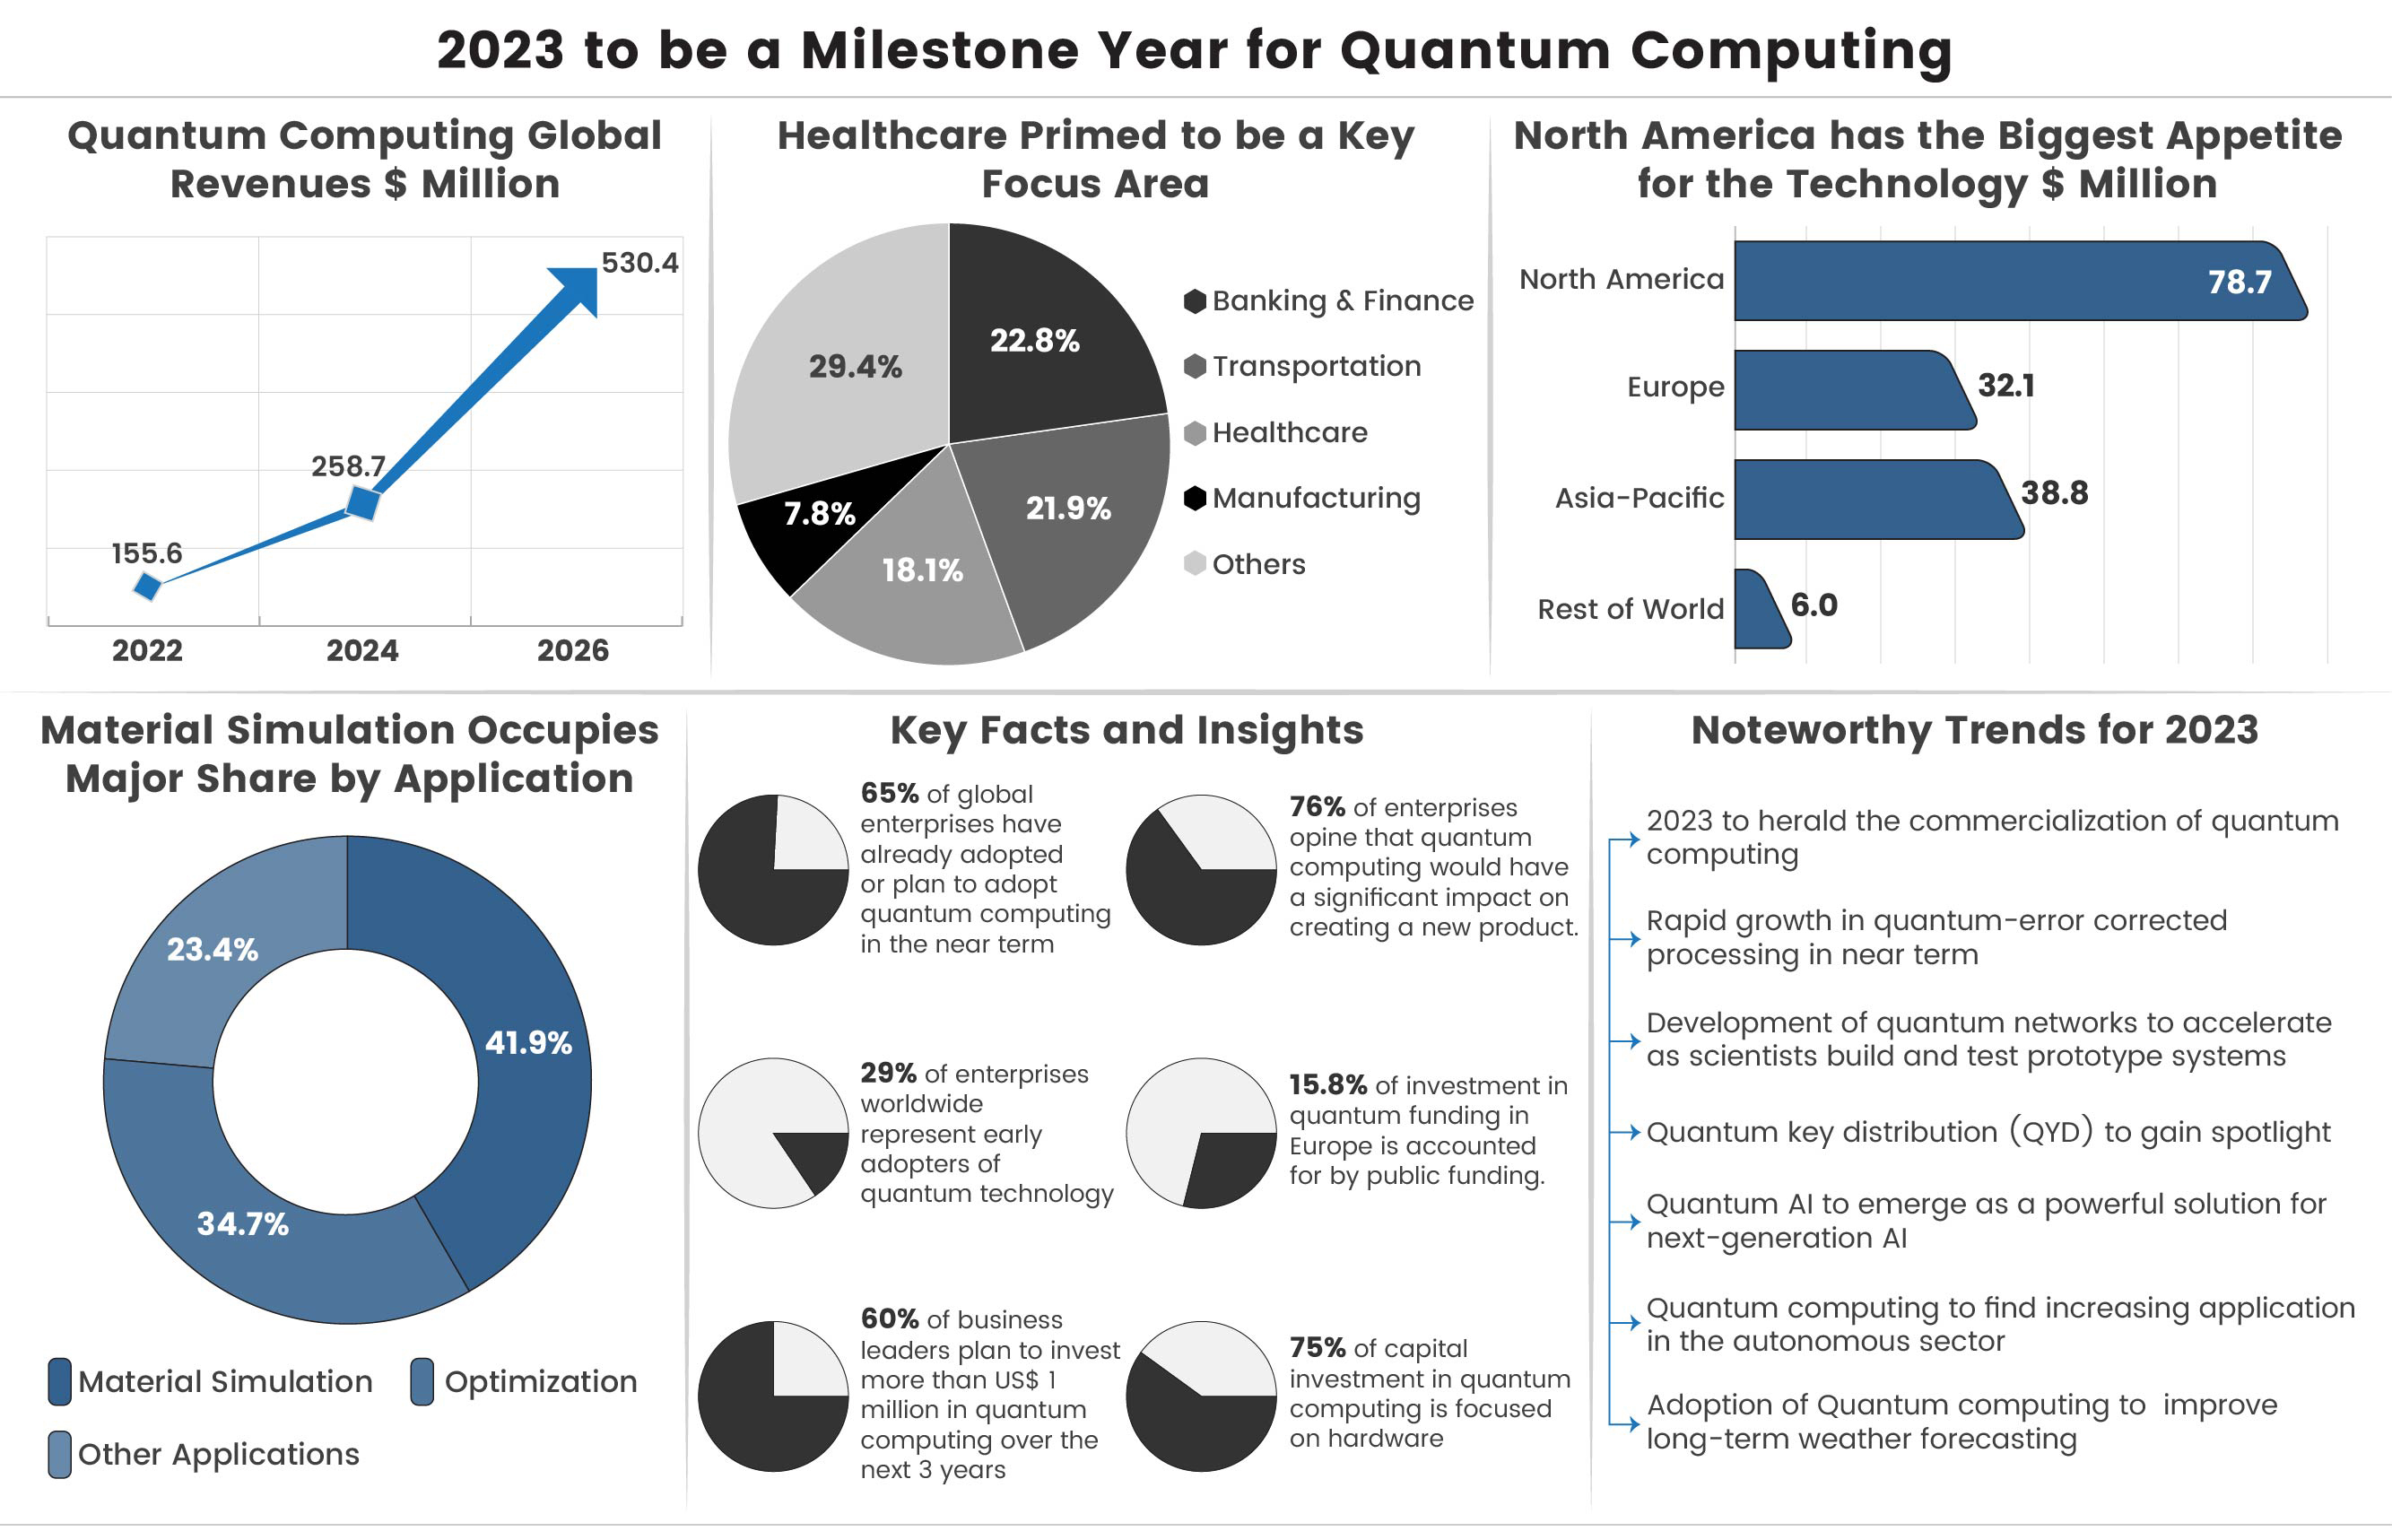 2023 to be a Milestone Year for Quantum Computing
Quantum Computing Global
Revenues $ Million
530.4
258.7
155.6
2022
2024
2026
Healthcare Primed to be a Key
Focus Area
22.8%
29.4%
21.9%
7.8%
18.1%
Banking & Finance
Transportation
Healthcare
Manufacturing
Others
North America has the Biggest Appetite
for the Technology $ Million
North America
78.7
Europe
32.1
Asia-Pacific
38.8
Rest of World
6.0
Material Simulation Occupies
Major Share by Application
23.4%
41.9%
34.7%
Material Simulation
Optimization
Other Applications
Key Facts and Insights
65% of global
enterprises have
already adopted
or plan to adopt
quantum computing
in the near term
76% of enterprises
opine that quantum
computing would have
a significant impact on
creating a new product.
29% of enterprises
worldwide
represent early
adopters of
quantum technology
15.8% of investment in
quantum funding in
Europe is accounted
for by public funding.
60% of business
leaders plan to invest
more than US$ 1
million in quantum
computing over the
next 3 years
75% of capital
investment in quantum
computing is focused
on hardware
Noteworthy Trends for 2023
2023 to herald the commercialization of quantum
computing
Rapid growth in quantum-error corrected
processing in near term
Development of quantum networks to accelerate
as scientists build and test prototype systems
Quantum key distribution (QYD) to gain spotlight
Quantum AI to emerge as a powerful solution for
next-generation AI
Quantum computing to find increasing application
in the autonomous sector
Adoption of Quantum computing to improve
long-term weather forecasting